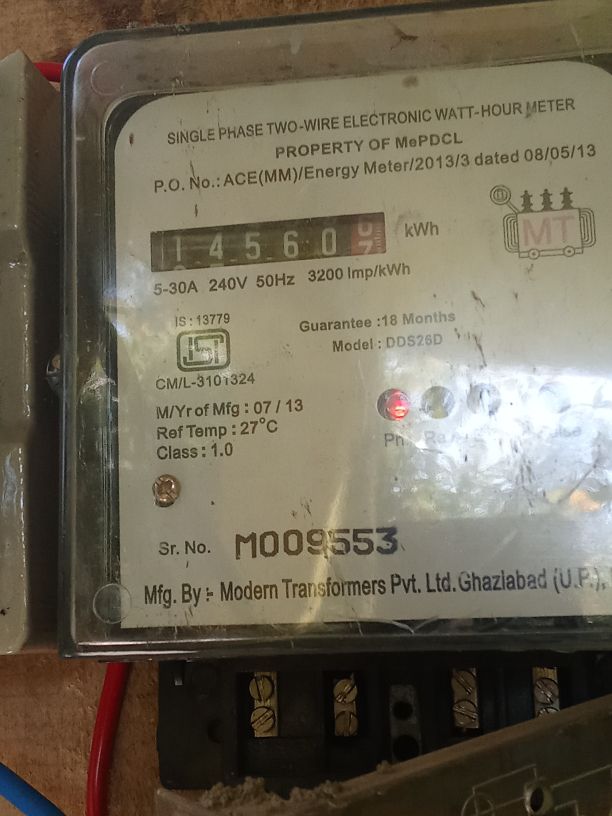 SINGLE PHASE TWO-WIRE ELECTRONIC WATT-HOUR METER
PROPERTY OF MePDCL
P.O. No.: ACE(MM)/Energy Meter/2013/3 dated 08/05/13
14560 kWh
MT
5-30A 240V 50Hz 3200 Imp/kWh
IS : 13779
Guarantee : 18 Months
Model : DDS26D
ISI
CM/L-3101324
M/Yr of Mfg : 07 / 13
Ref Temp : 27°C
Class : 1.0
Sr. No. M009553
Mfg. By :- Modern Transformers Pvt. Ltd. Ghaziabad (U.P.),